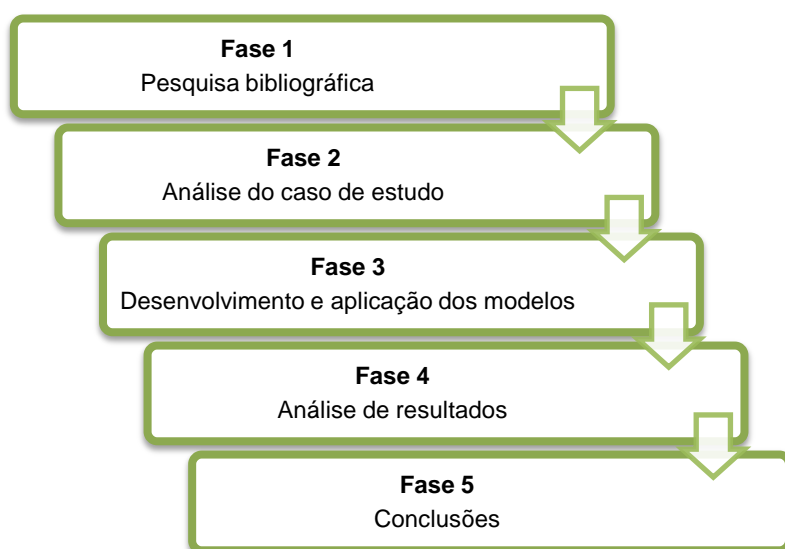 Fase 1
Pesquisa bibliográfica
Fase 2
Análise do caso de estudo
Fase 3
Desenvolvimento e aplicação dos modelos
Fase 4
Análise de resultados
Fase 5
Conclusões